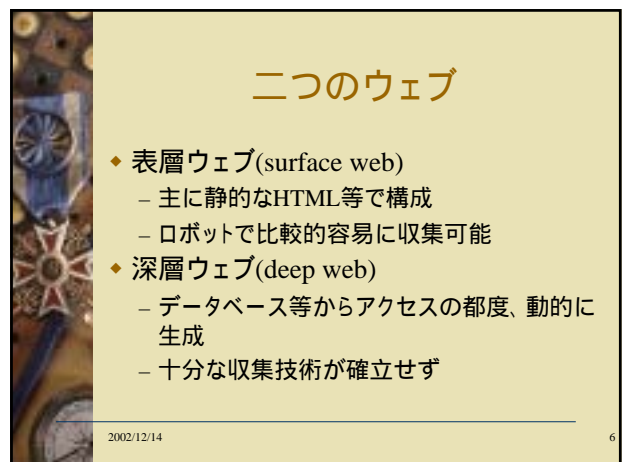 二つのウェブ
表層ウェブ(surface web)
– 主に静的なHTML等で構成
– ロボットで比較的容易に収集可能
深層ウェブ(deep web)
– データベース等からアクセスの都度、動的に
生成
– 十分な収集技術が確立せず
2002/12/14
6